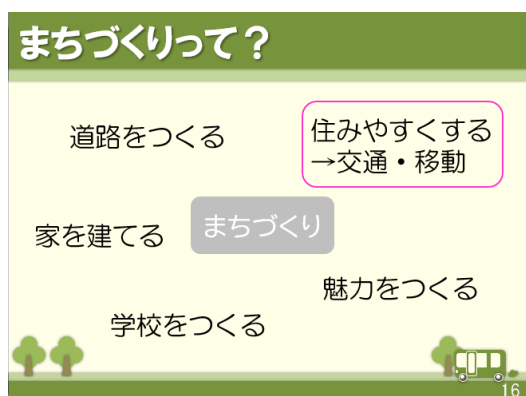 まちづくりって？
道路をつくる
住みやすくする
→交通・移動
家を建てる
まちづくり
魅力をつくる
学校をつくる
16